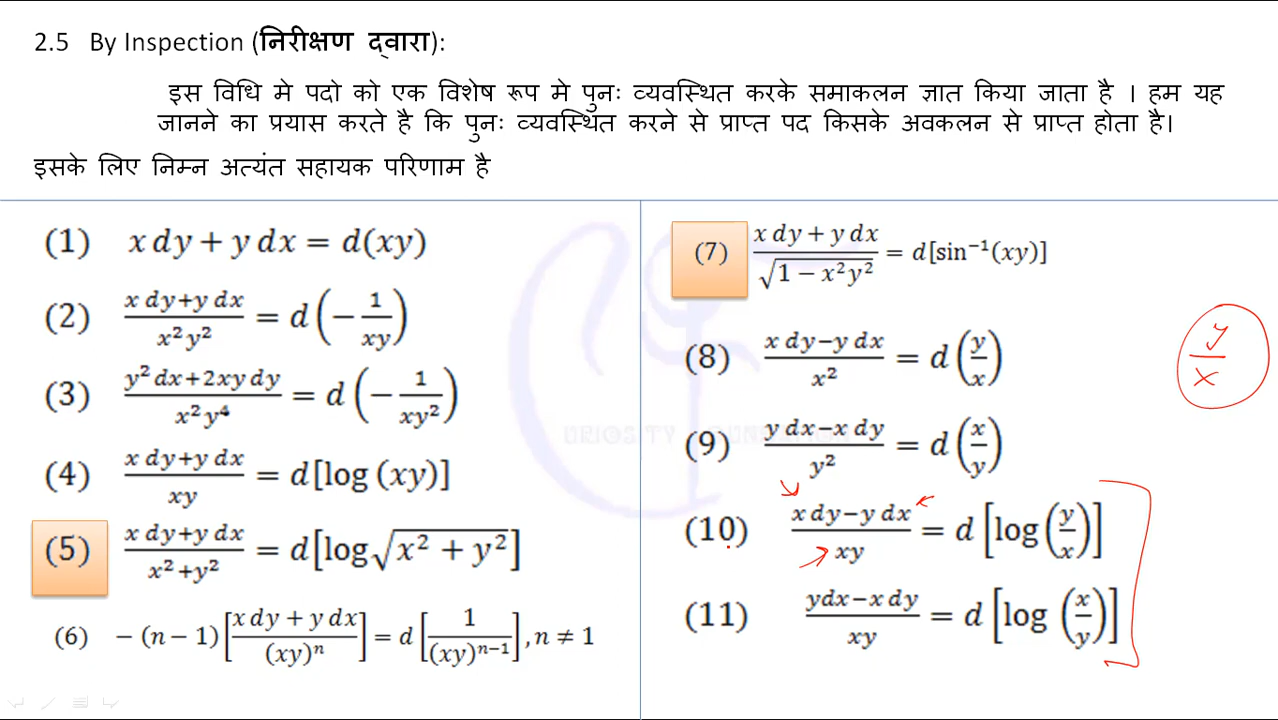 2.5 By Inspection (निरीक्षण द्वारा):
इस विधि मे पदो को एक विशेष रूप मे पुनः व्यवस्थित करके समाकलन ज्ञात किया जाता है । हम यह
जानने का प्रयास करते है कि पुनः व्यवस्थित करने से प्राप्त पद किसके अवकलन से प्राप्त होता है।
इसके लिए निम्न अत्यंत सहायक परिणाम है
(1) x dy + y dx = d(xy)
(2) (x dy+y dx)/(x²y²) = d(−1/(xy))
(3) (y² dx+2xy dy)/(x²y⁴) = d(−1/(xy²))
(4) (x dy+y dx)/(xy) = d[log (xy)]
(5) (x dy+y dx)/(x²+y²) = d[log√(x² + y²)]
(6) −(n − 1)[(x dy + y dx)/(xy)ⁿ] = d[1/(xy)ⁿ⁻¹], n ≠ 1
(7) (x dy + y dx)/√(1 − x²y²) = d[sin⁻¹(xy)]
(8) (x dy−y dx)/x² = d(y/x)
(9) (y dx−x dy)/y² = d(x/y)
(10) (x dy−y dx)/(xy) = d[log(y/x)]
(11) (ydx−x dy)/(xy) = d[log (x/y)]
y/x